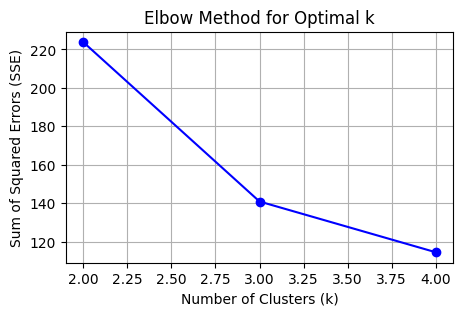 Elbow Method for Optimal k
Sum of Squared Errors (SSE)
220
200
180
160
140
120
2.00 2.25 2.50 2.75 3.00 3.25 3.50 3.75 4.00
Number of Clusters (k)